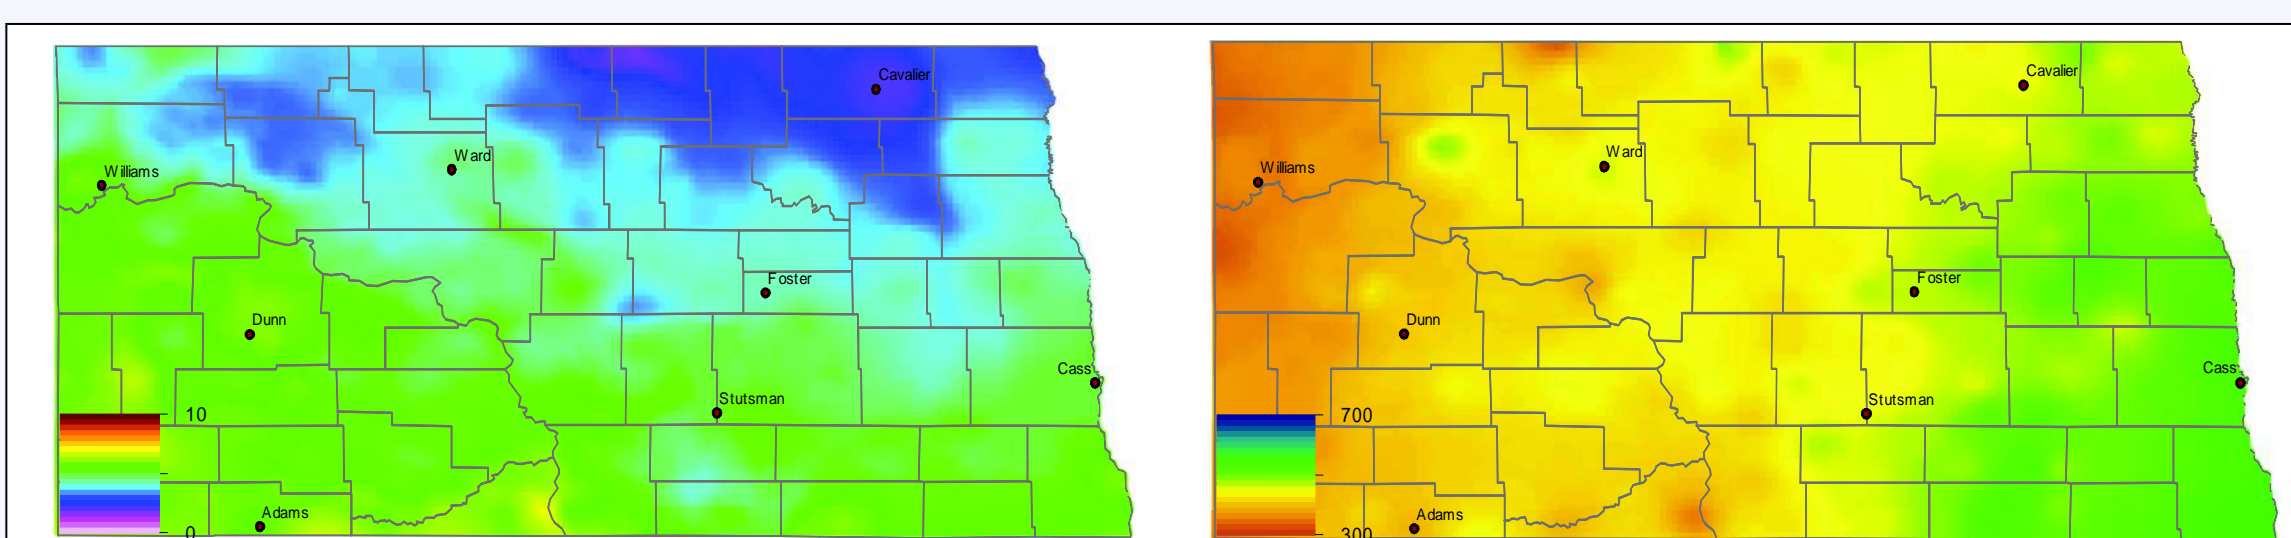 Cavalier
Ward
Williams
Foster
Dunn
Cass
Stutsman
10
Adams
0
Cavalier
Ward
Williams
Foster
Dunn
Cass
Stutsman
700
Adams
300